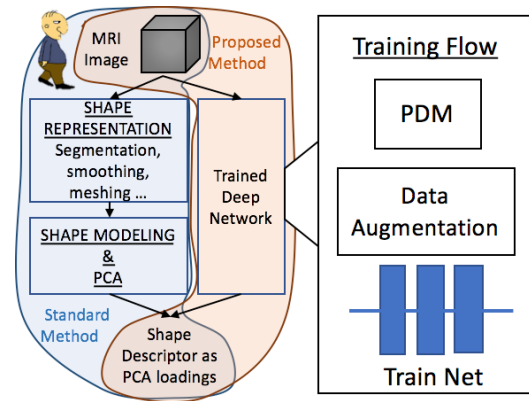 MRI
Image
Proposed
Method
SHAPE
REPRESENTATION
Segmentation,
smoothing,
meshing ...
SHAPE MODELING
&
PCA
Standard
Method
Trained
Deep
Network
Shape
Descriptor as
PCA loadings
Training Flow
PDM
Data
Augmentation
Train Net